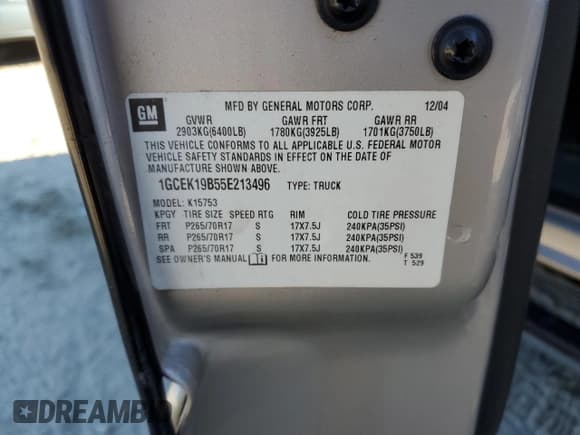 GM
MFD BY GENERAL MOTORS CORP. 12/04
GVWR GAWR FRT GAWR RR
2903KG(6400LB) 1780KG(3925LB) 1701KG(3750LB)
THIS VEHICLE CONFORMS TO ALL APPLICABLE U.S. FEDERAL MOTOR
VEHICLE SAFETY STANDARDS IN EFFECT ON THE DATE OF
MANUFACTURE SHOWN ABOVE.
1GCEK19B55E213496 TYPE: TRUCK
MODEL: K15753
KPGY TIRE SIZE SPEED RTG RIM COLD TIRE PRESSURE
FRT P265/70R17 S 17X7.5J 240KPA(35PSI)
RR P265/70R17 S 17X7.5J 240KPA(35PSI)
SPA P265/70R17 S 17X7.5J 240KPA(35PSI)
SEE OWNER'S MANUAL FOR MORE INFORMATION. F 539
T 529
DREAMBID